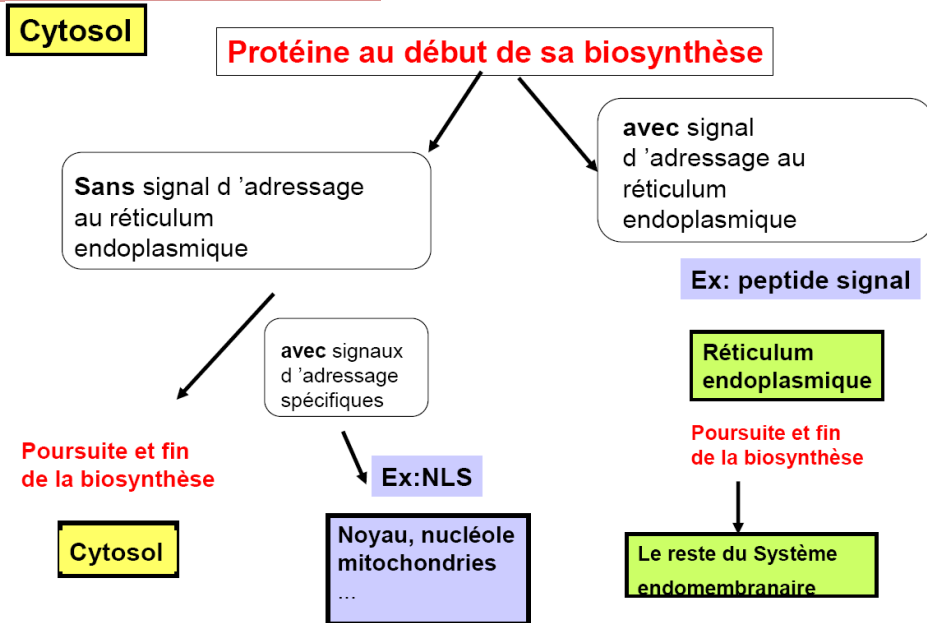 Cytosol
Protéine au début de sa biosynthèse
avec signal
d ’adressage au
réticulum
endoplasmique
Sans signal d ’adressage
au réticulum
endoplasmique
Ex: peptide signal
avec signaux
d ’adressage
spécifiques
Réticulum
endoplasmique
Poursuite et fin
de la biosynthèse
Poursuite et fin
de la biosynthèse
Ex:NLS
Cytosol
Noyau, nucléole
mitochondries
...
Le reste du Système
endomembranaire